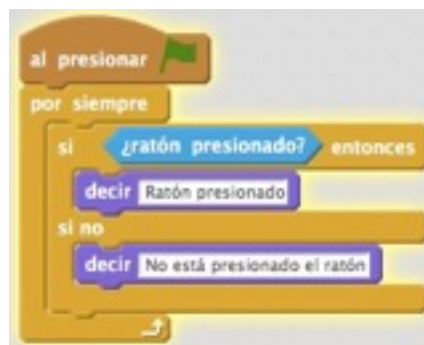 al presionar
por siempre
si ¿ratón presionado? entonces
decir Ratón presionado
si no
decir No está presionado el ratón